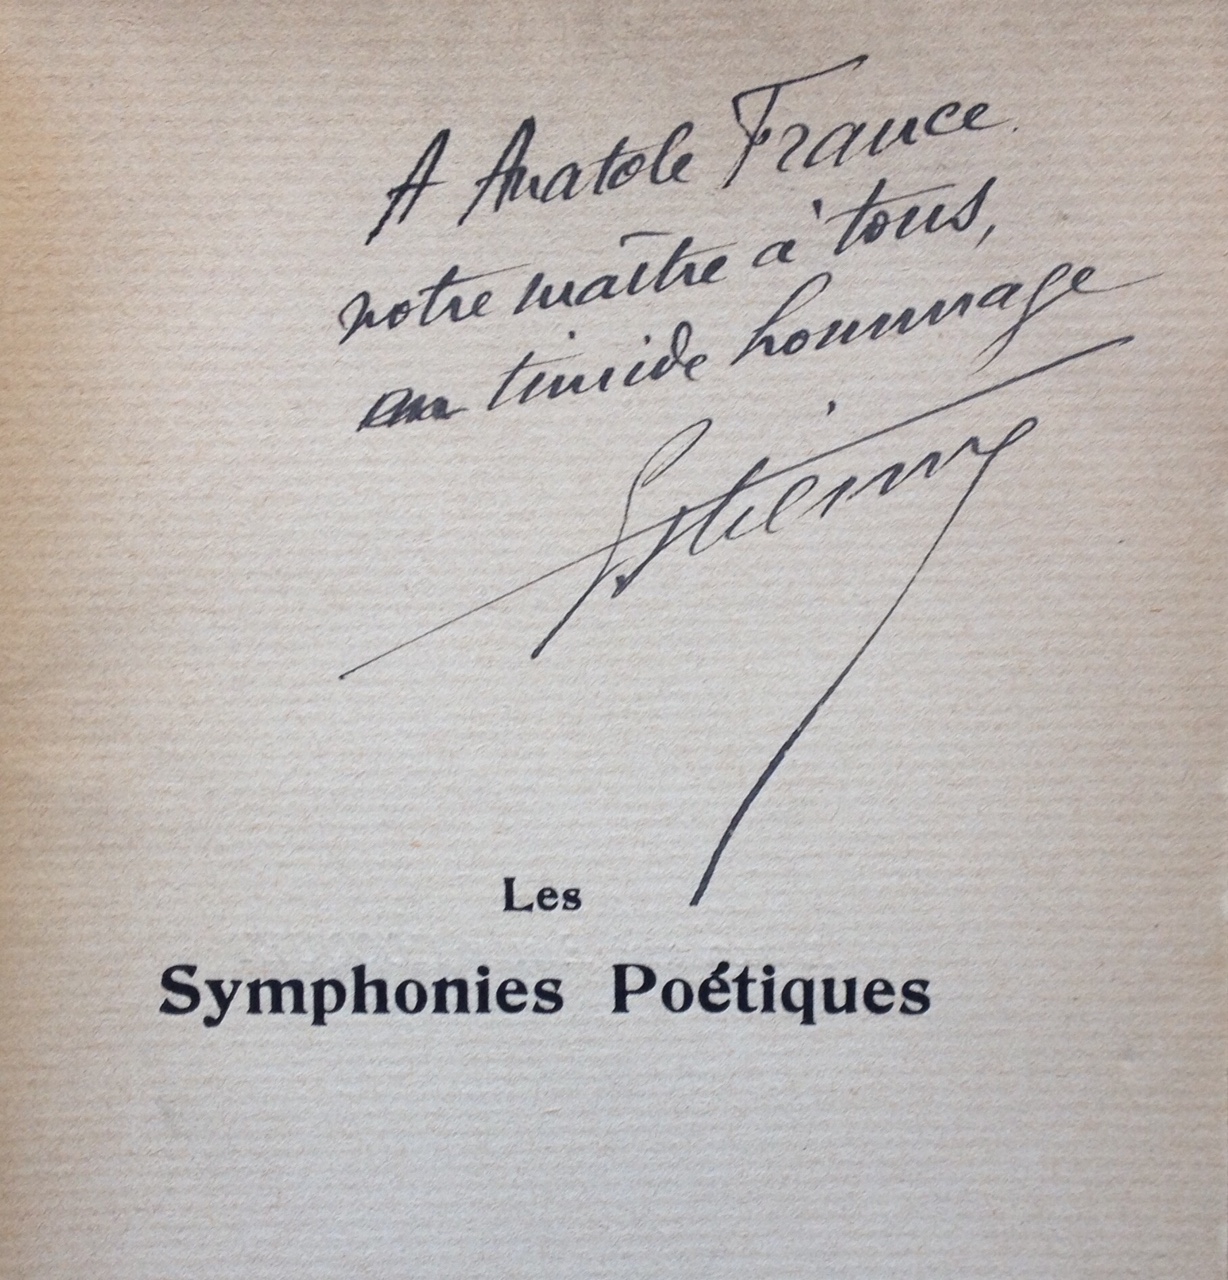 A Anatole France
notre maître à tous,
un timide hommage
Les
Symphonies Poétiques